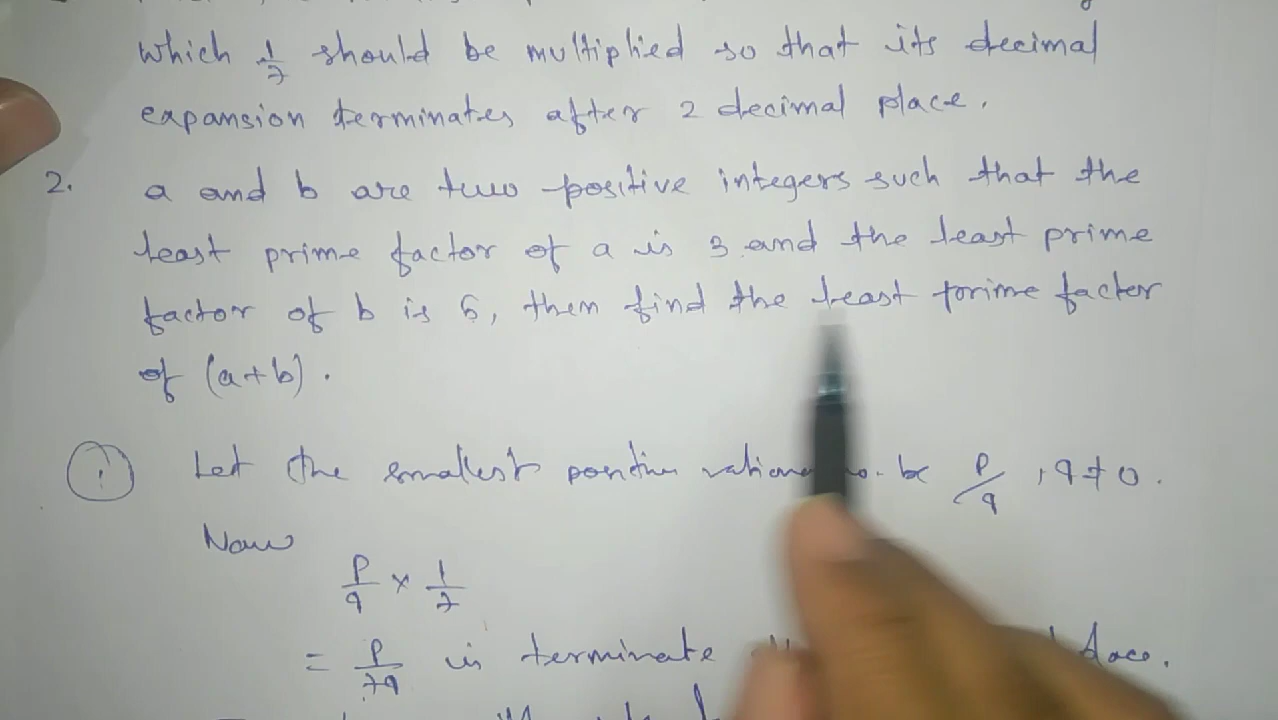 which 1/7 should be multiplied so that its decimal
expansion terminates after 2 decimal place.
2. a and b are two positive integers such that the
least prime factor of a is 3 and the least prime
factor of b is 5, then find the least prime factor
of (a+b).
1 Let the smallest positive no. be p/q, q≠0.
Now
p/q × 1/7
= p/7q is terminate